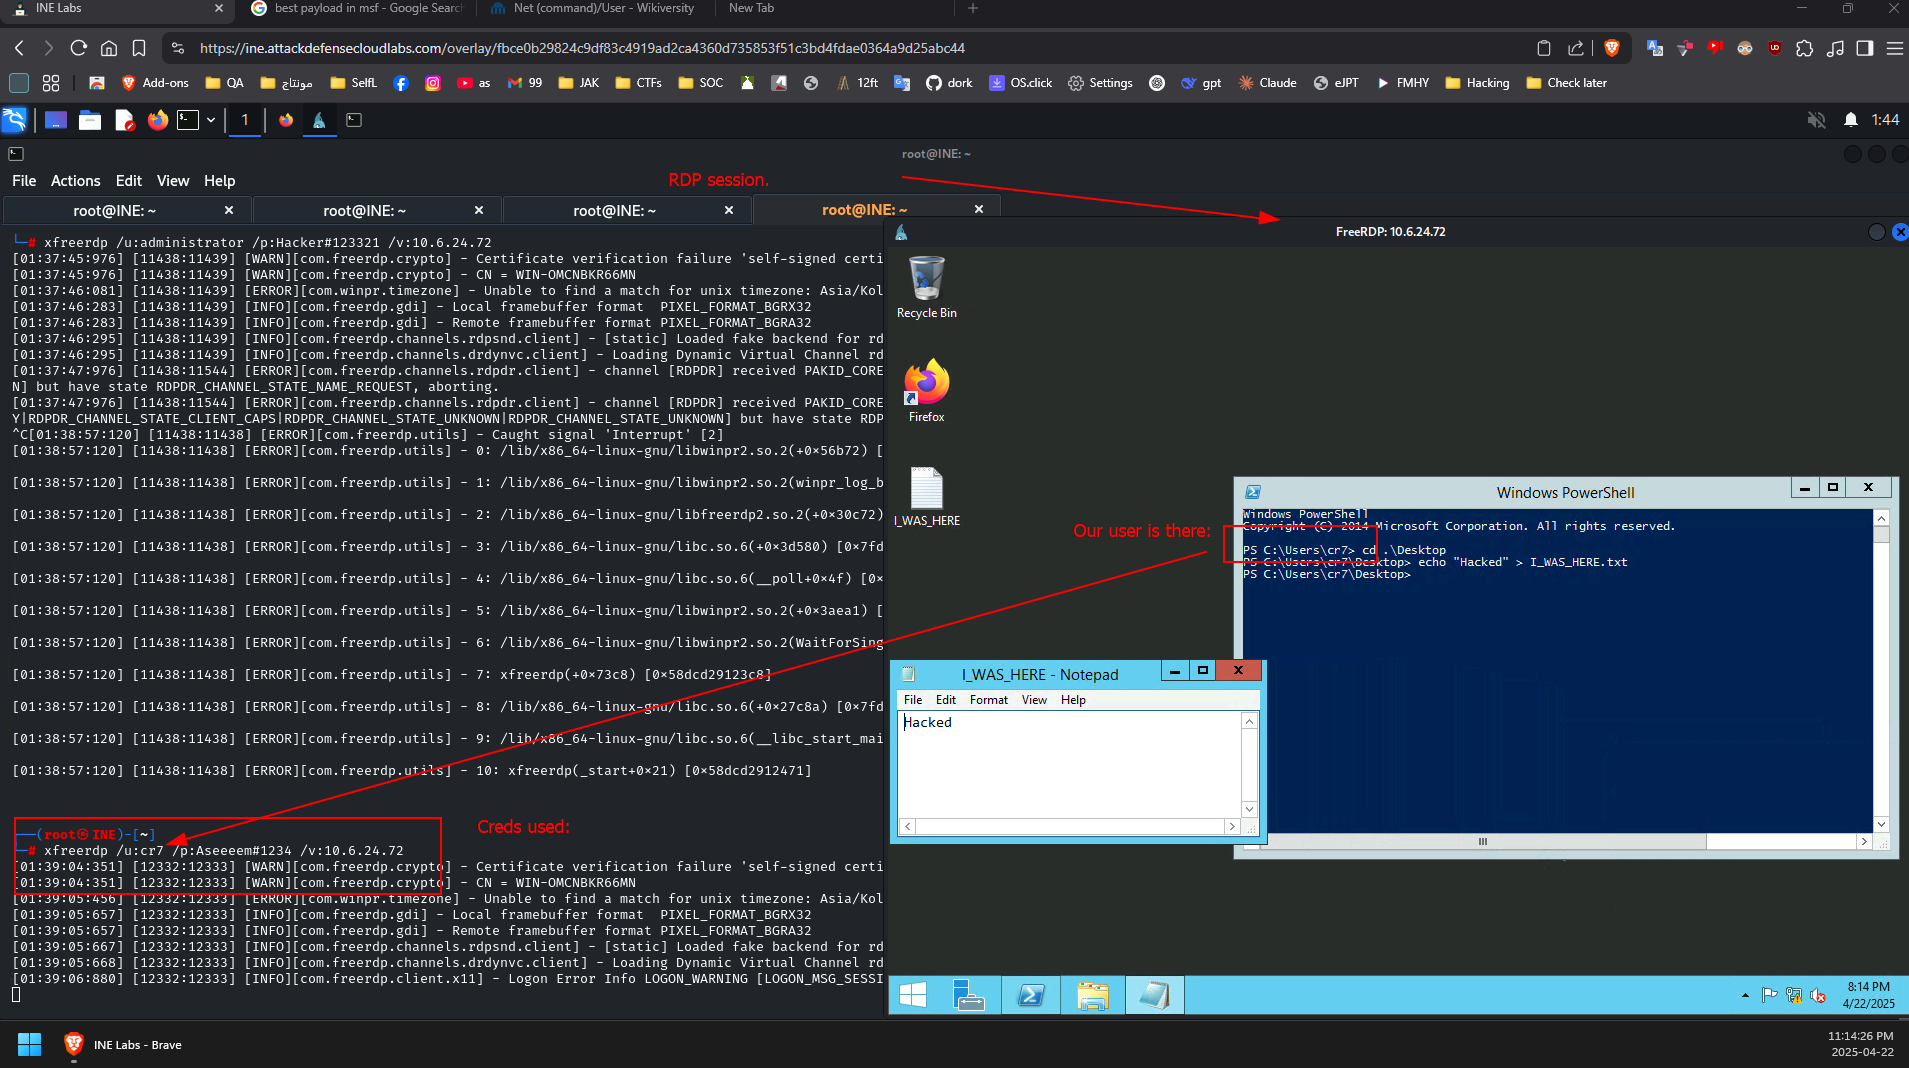 INE Labs
best payload in msf - Google Search
Net (command)/User - Wikiversity
New Tab
https://ine.attackdefensecloudlabs.com/overlay/fbce0b29824c9df83c4919ad2ca4360d735853f51c3bd4fdae0364a9d25abc44
Add-ons
QA
مونتاج
SelfL
as
99
JAK
CTFs
SOC
12ft
dork
OS.click
Settings
gpt
Claude
eJPT
FMHY
Hacking
Check later
1
1:44
root@INE: ~
RDP session.
File Actions Edit View Help
root@INE: ~
root@INE: ~
root@INE: ~
root@INE: ~
└─# xfreerdp /u:administrator /p:Hacker#123321 /v:10.6.24.72
[01:37:45:976] [11438:11439] [WARN][com.freerdp.crypto] - Certificate verification failure 'self-signed certi
[01:37:45:976] [11438:11439] [WARN][com.freerdp.crypto] - CN = WIN-OMCNBKR66MN
[01:37:46:081] [11438:11439] [ERROR][com.winpr.timezone] - Unable to find a match for unix timezone: Asia/Kol
[01:37:46:283] [11438:11439] [INFO][com.freerdp.gdi] - Local framebuffer format  PIXEL_FORMAT_BGRX32
[01:37:46:283] [11438:11439] [INFO][com.freerdp.gdi] - Remote framebuffer format PIXEL_FORMAT_BGRA32
[01:37:46:295] [11438:11439] [INFO][com.freerdp.channels.rdpsnd.client] - [static] Loaded fake backend for rd
[01:37:46:295] [11438:11439] [INFO][com.freerdp.channels.drdynvc.client] - Loading Dynamic Virtual Channel rd
[01:37:47:976] [11438:11544] [ERROR][com.freerdp.channels.rdpdr.client] - channel [RDPDR] received PAKID_CORE
N] but have state RDPDR_CHANNEL_STATE_NAME_REQUEST, aborting.
[01:37:47:976] [11438:11544] [ERROR][com.freerdp.channels.rdpdr.client] - channel [RDPDR] received PAKID_CORE
Y|RDPDR_CHANNEL_STATE_CLIENT_CAPS|RDPDR_CHANNEL_STATE_UNKNOWN|RDPDR_CHANNEL_STATE_UNKNOWN] but have state RDP
^C[01:38:57:120] [11438:11438] [ERROR][com.freerdp.utils] - Caught signal 'Interrupt' [2]
[01:38:57:120] [11438:11438] [ERROR][com.freerdp.utils] - 0: /lib/x86_64-linux-gnu/libwinpr2.so.2(+0×56b72) [
[01:38:57:120] [11438:11438] [ERROR][com.freerdp.utils] - 1: /lib/x86_64-linux-gnu/libwinpr2.so.2(winpr_log_b
[01:38:57:120] [11438:11438] [ERROR][com.freerdp.utils] - 2: /lib/x86_64-linux-gnu/libfreerdp2.so.2(+0×30c72)
[01:38:57:120] [11438:11438] [ERROR][com.freerdp.utils] - 3: /lib/x86_64-linux-gnu/libc.so.6(+0×3d580) [0×7fd
[01:38:57:120] [11438:11438] [ERROR][com.freerdp.utils] - 4: /lib/x86_64-linux-gnu/libc.so.6(__poll+0×4f) [0×
[01:38:57:120] [11438:11438] [ERROR][com.freerdp.utils] - 5: /lib/x86_64-linux-gnu/libwinpr2.so.2(+0×3aea1) [
[01:38:57:120] [11438:11438] [ERROR][com.freerdp.utils] - 6: /lib/x86_64-linux-gnu/libwinpr2.so.2(WaitForSing
[01:38:57:120] [11438:11438] [ERROR][com.freerdp.utils] - 7: xfreerdp(+0×73c8) [0×58dcd29123c8]
[01:38:57:120] [11438:11438] [ERROR][com.freerdp.utils] - 8: /lib/x86_64-linux-gnu/libc.so.6(+0×27c8a) [0×7fd
[01:38:57:120] [11438:11438] [ERROR][com.freerdp.utils] - 9: /lib/x86_64-linux-gnu/libc.so.6(__libc_start_mai
[01:38:57:120] [11438:11438] [ERROR][com.freerdp.utils] - 10: xfreerdp(_start+0×21) [0×58dcd2912471]
Creds used:
──(root㉿INE)-[~]
─# xfreerdp /u:cr7 /p:Aseeeem#1234 /v:10.6.24.72
[01:39:04:351] [12332:12333] [WARN][com.freerdp.crypto] - Certificate verification failure 'self-signed certi
[01:39:04:351] [12332:12333] [WARN][com.freerdp.crypto] - CN = WIN-OMCNBKR66MN
[01:39:05:456] [12332:12333] [ERROR][com.winpr.timezone] - Unable to find a match for unix timezone: Asia/Kol
[01:39:05:657] [12332:12333] [INFO][com.freerdp.gdi] - Local framebuffer format  PIXEL_FORMAT_BGRX32
[01:39:05:657] [12332:12333] [INFO][com.freerdp.gdi] - Remote framebuffer format PIXEL_FORMAT_BGRA32
[01:39:05:667] [12332:12333] [INFO][com.freerdp.channels.rdpsnd.client] - [static] Loaded fake backend for rd
[01:39:05:668] [12332:12333] [INFO][com.freerdp.channels.drdynvc.client] - Loading Dynamic Virtual Channel rd
[01:39:06:880] [12332:12333] [INFO][com.freerdp.client.x11] - Logon Error Info LOGON_WARNING [LOGON_MSG_SESSI
FreeRDP: 10.6.24.72
Recycle Bin
Firefox
I_WAS_HERE
Our user is there:
Windows PowerShell
Windows PowerShell
Copyright (C) 2014 Microsoft Corporation. All rights reserved.
PS C:\Users\cr7> cd .\Desktop
PS C:\Users\cr7\Desktop> echo "Hacked" > I_WAS_HERE.txt
PS C:\Users\cr7\Desktop>
I_WAS_HERE - Notepad
File Edit Format View Help
Hacked
8:14 PM
4/22/2025
INE Labs - Brave
11:14:26 PM
2025-04-22